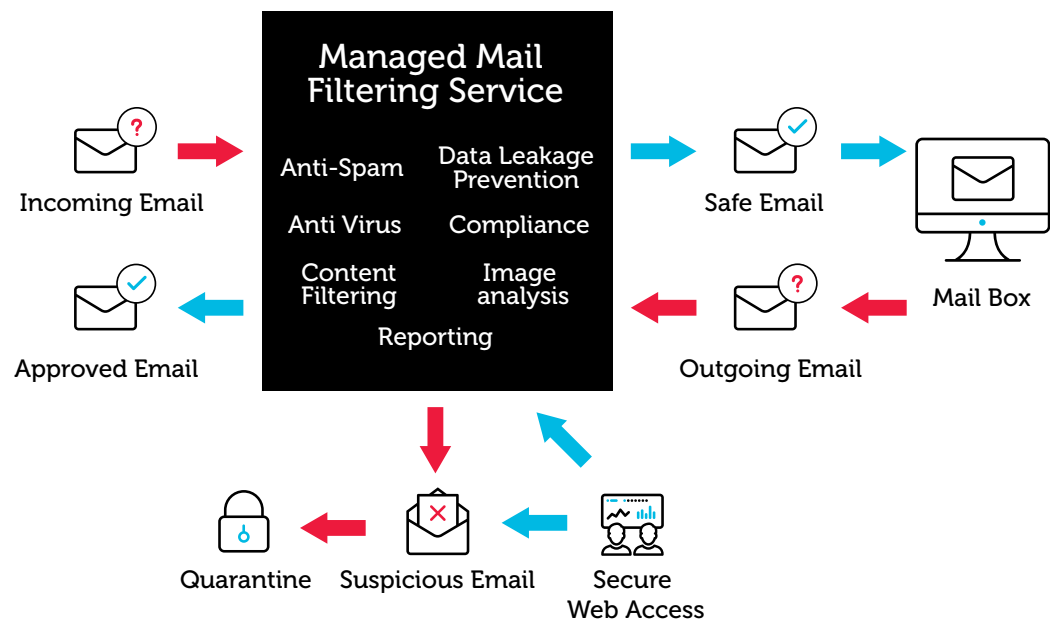 Managed Mail
Filtering Service
?
Incoming Email
Anti-Spam
Data Leakage
Prevention
Anti Virus
Compliance
Content
Filtering
Image
analysis
Reporting
Safe Email
Mail Box
Approved Email
?
Outgoing Email
Quarantine
Suspicious Email
Secure
Web Access